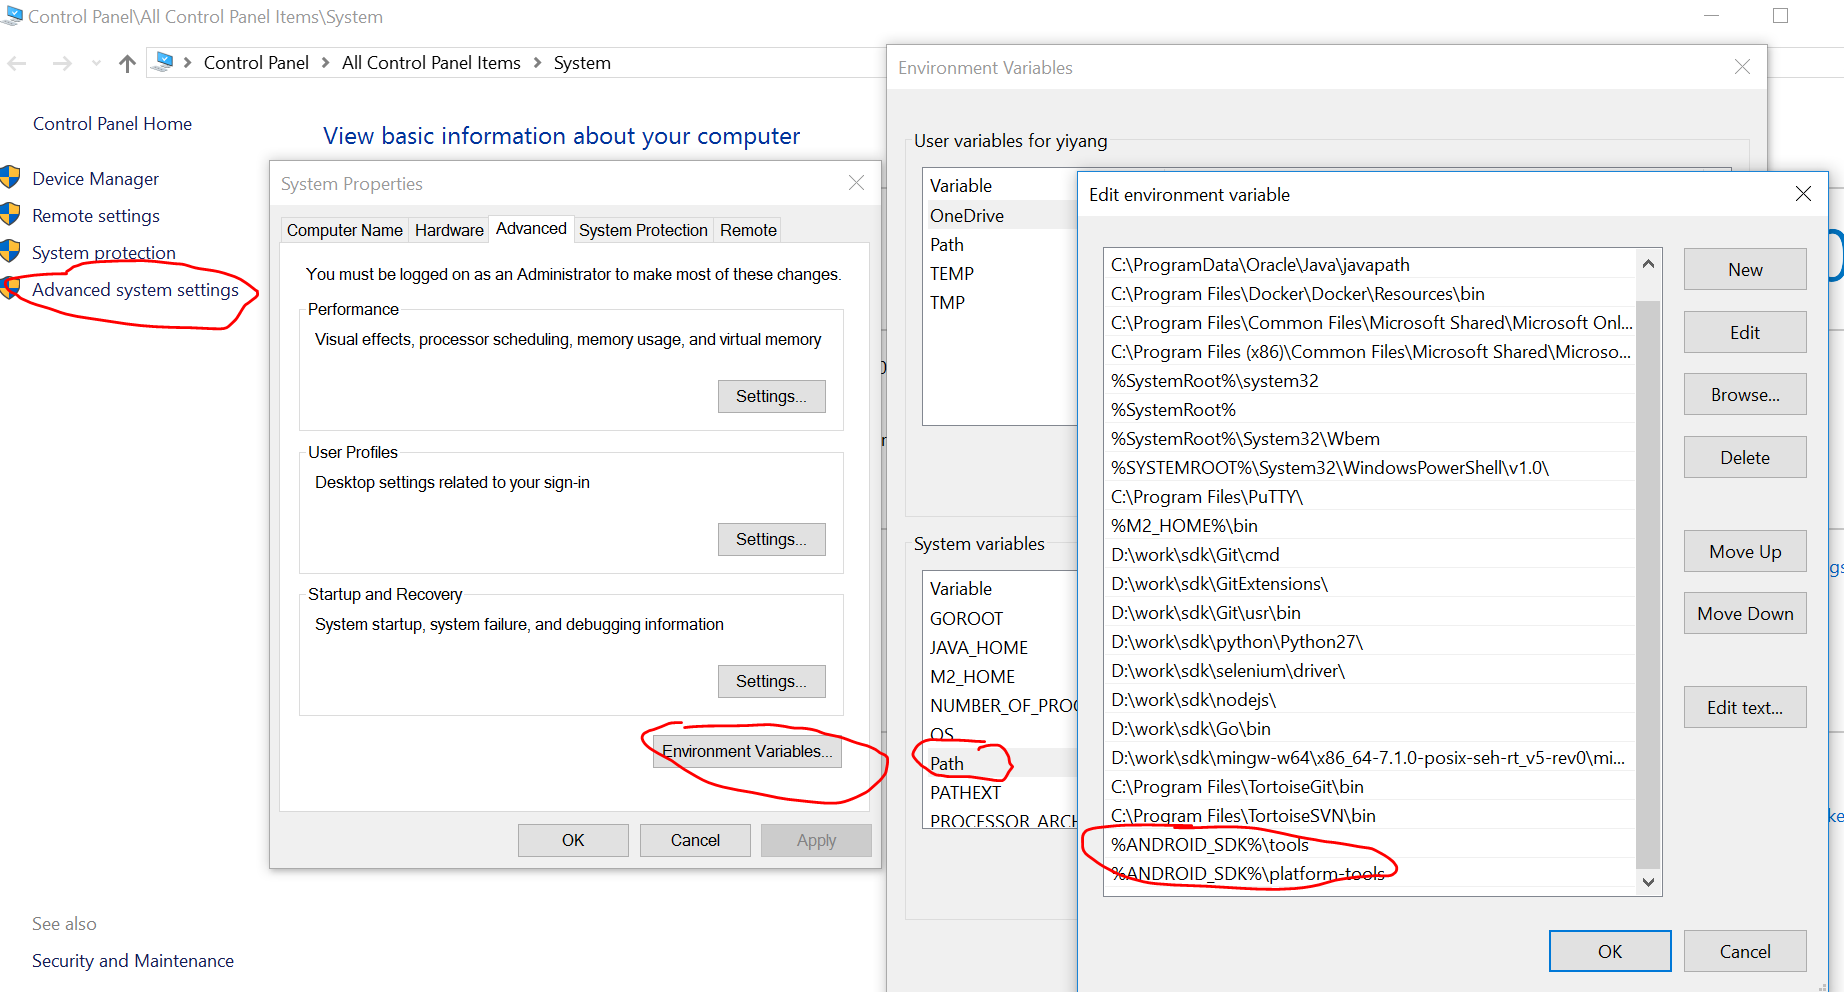 Control Panel\All Control Panel Items\System
Control Panel > All Control Panel Items > System
Control Panel Home
Device Manager
Remote settings
System protection
Advanced system settings
See also
Security and Maintenance
View basic information about your computer
System Properties
Computer Name Hardware Advanced System Protection Remote
You must be logged on as an Administrator to make most of these changes.
Performance
Visual effects, processor scheduling, memory usage, and virtual memory
Settings...
User Profiles
Desktop settings related to your sign-in
Settings...
Startup and Recovery
System startup, system failure, and debugging information
Settings...
Environment Variables...
OK Cancel Apply
Environment Variables
User variables for yiyang
Variable
OneDrive
Path
TEMP
TMP
System variables
Variable
GOROOT
JAVA_HOME
M2_HOME
NUMBER_OF_PROC
OS
Path
PATHEXT
PROCESSOR_ARCH
Edit environment variable
C:\ProgramData\Oracle\Java\javapath
C:\Program Files\Docker\Docker\Resources\bin
C:\Program Files\Common Files\Microsoft Shared\Microsoft Onl...
C:\Program Files (x86)\Common Files\Microsoft Shared\Microso...
%SystemRoot%\system32
%SystemRoot%
%SystemRoot%\System32\Wbem
%SYSTEMROOT%\System32\WindowsPowerShell\v1.0\
C:\Program Files\PuTTY\
%M2_HOME%\bin
D:\work\sdk\Git\cmd
D:\work\sdk\GitExtensions\
D:\work\sdk\Git\usr\bin
D:\work\sdk\python\Python27\
D:\work\sdk\selenium\driver\
D:\work\sdk\nodejs\
D:\work\sdk\Go\bin
D:\work\sdk\mingw-w64\x86_64-7.1.0-posix-seh-rt_v5-rev0\mi...
C:\Program Files\TortoiseGit\bin
C:\Program Files\TortoiseSVN\bin
%ANDROID_SDK%\tools
%ANDROID_SDK%\platform-tools
New
Edit
Browse...
Delete
Move Up
Move Down
Edit text...
OK Cancel